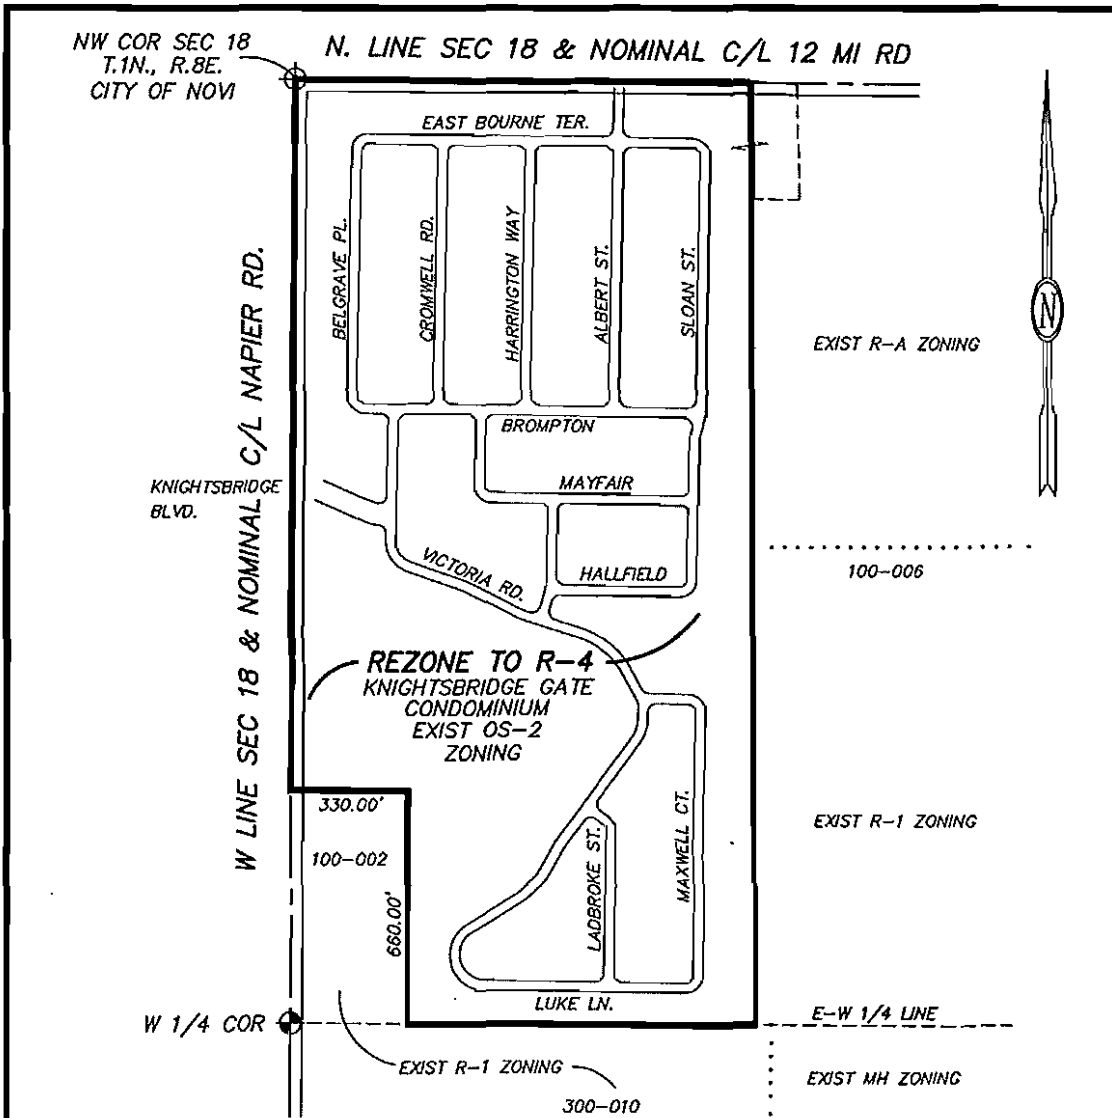 NW COR SEC 18
T.1N., R.8E.
CITY OF NOVI
N. LINE SEC 18 & NOMINAL C/L 12 MI RD
EAST BOURNE TER.
BELGRAVE PL.
CROMWELL RD.
HARRINGTON WAY
ALBERT ST.
SLOAN ST.
W LINE SEC 18 & NOMINAL C/L NAPIER RD.
N
EXIST R-A ZONING
BROMPTON
KNIGHTSBRIDGE
BLVD.
MAYFAIR
VICTORIA RD.
HALLFIELD
100-006
REZONE TO R-4
KNIGHTSBRIDGE GATE
CONDOMINIUM
EXIST OS-2
ZONING
330.00'
100-002
660.00'
LADBROKE ST.
MAXWELL CT.
EXIST R-1 ZONING
LUKE LN.
W 1/4 COR
E-W 1/4 LINE
EXIST R-1 ZONING
300-010
EXIST MH ZONING